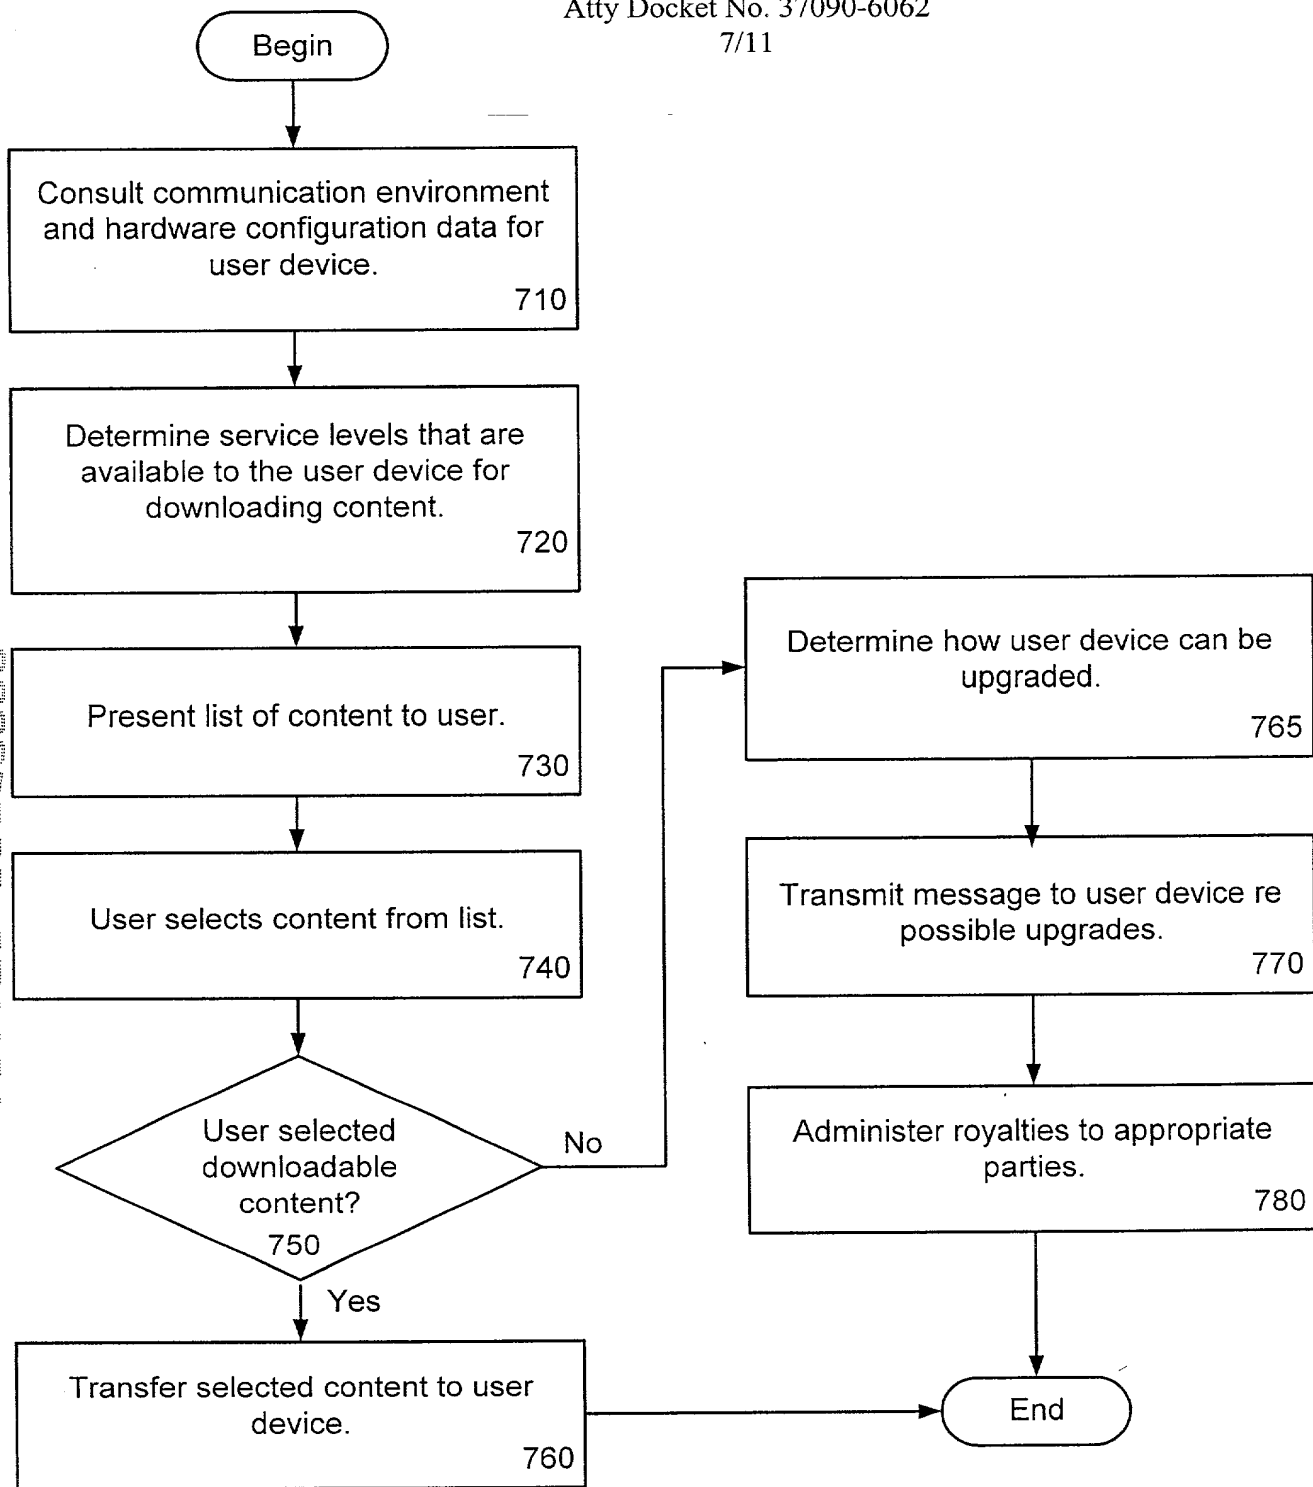 Atty Docket No. 37090-6062
7/11
Begin
Consult communication environment
and hardware configuration data for
user device.
710
Determine service levels that are
available to the user device for
downloading content.
720
Present list of content to user.
730
User selects content from list.
740
User selected
downloadable
content?
750
No
Yes
Transfer selected content to user
device.
760
Determine how user device can be
upgraded.
765
Transmit message to user device re
possible upgrades.
770
Administer royalties to appropriate
parties.
780
End